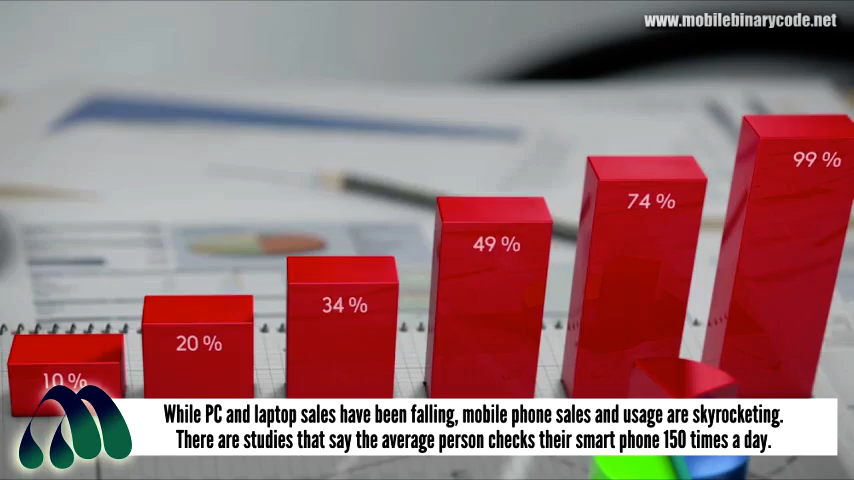 www.mobilebinarycode.net
99 %
74 %
49 %
34 %
20 %
10 %
While PC and laptop sales have been falling, mobile phone sales and usage are skyrocketing.
There are studies that say the average person checks their smart phone 150 times a day.